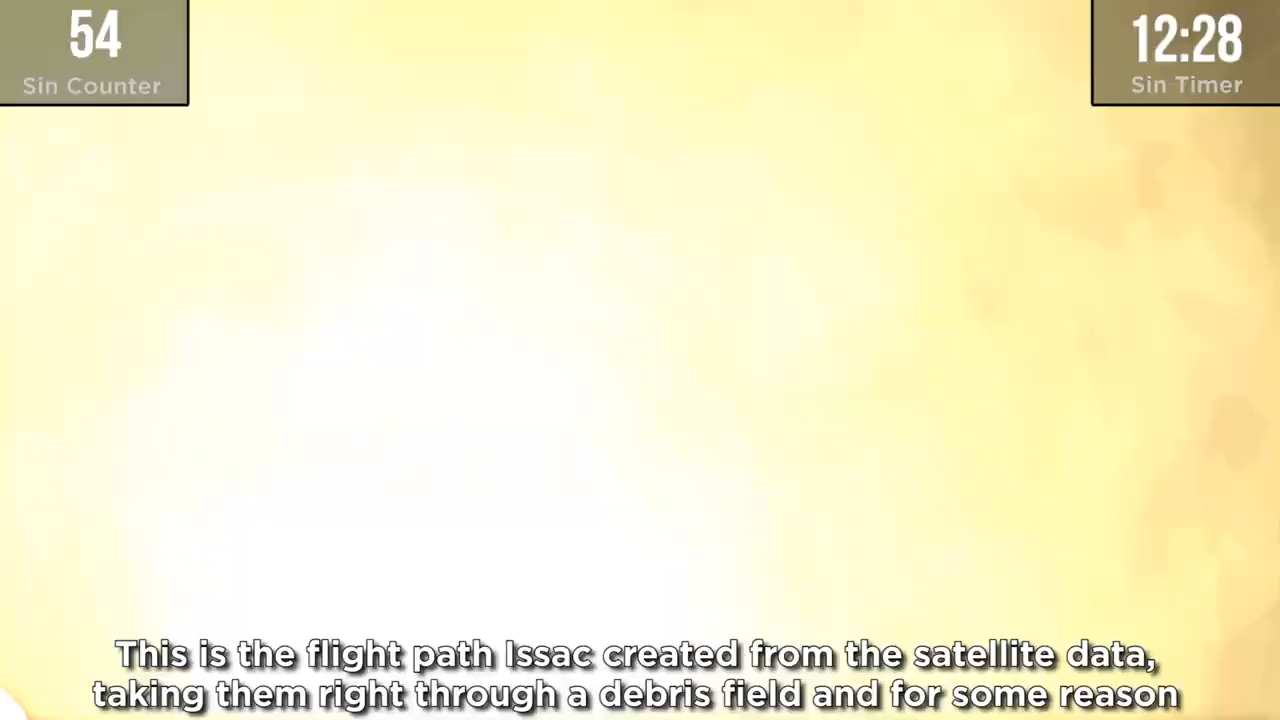 54
Sin Counter
12:28
Sin Timer
This is the flight path Issac created from the satellite data,
taking them right through a debris field and for some reason